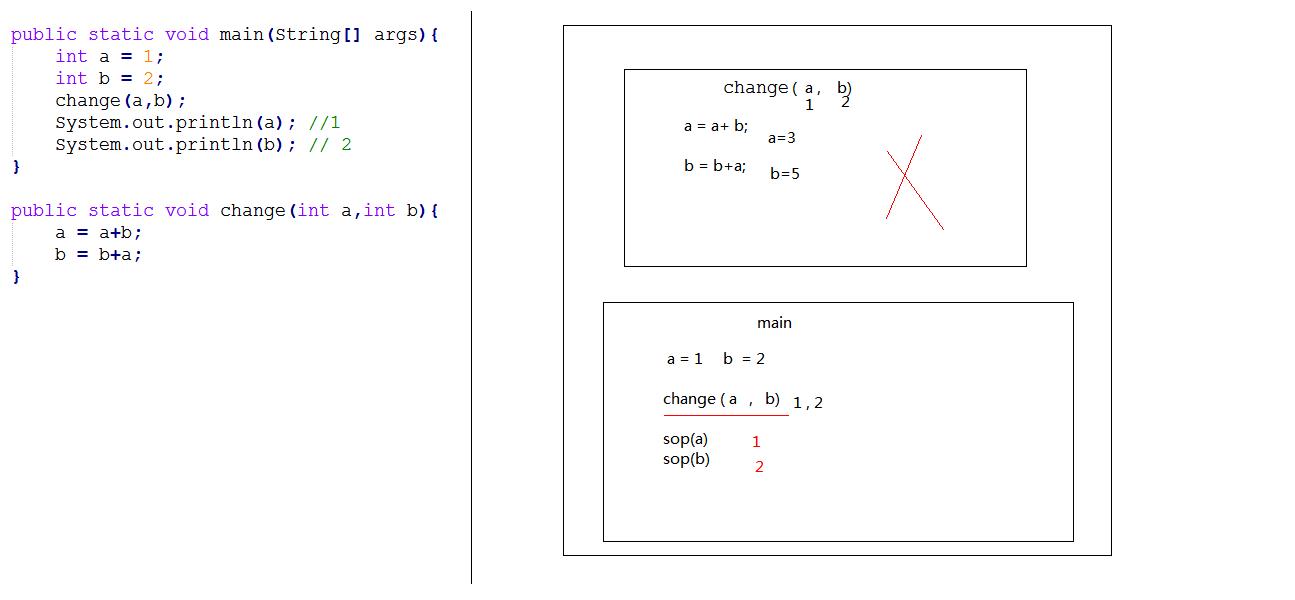 public static void main(String[] args){
    int a = 1;
    int b = 2;
    change(a,b);
    System.out.println(a); //1
    System.out.println(b); // 2
}
public static void change(int a,int b){
    a = a+b;
    b = b+a;
}
change( a, b)
1 2
a = a+ b;
a=3
b = b+a;
b=5
main
a = 1 b = 2
change ( a , b) 1 , 2
sop(a) 1
sop(b) 2